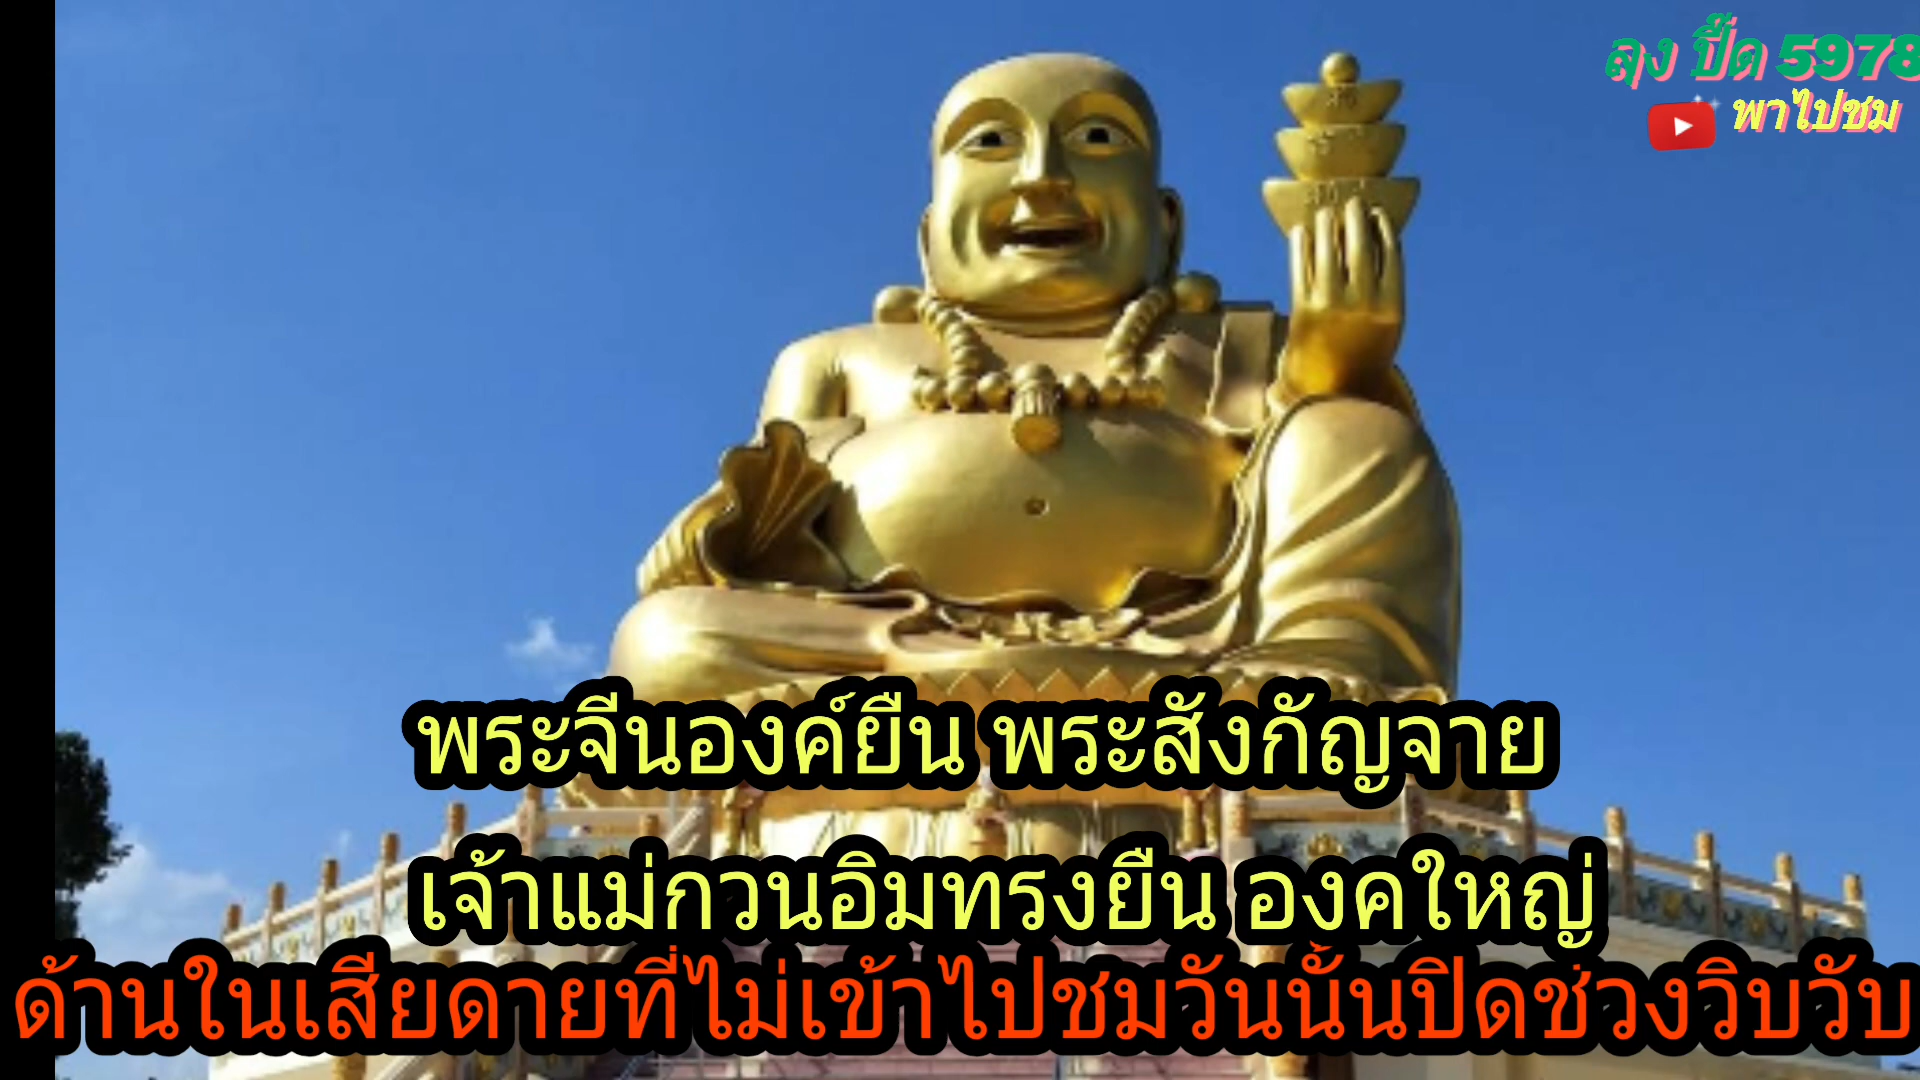 ลุง ปี๊ด 5978
พาไปชม
พระจีนองค์ยืน พระสังกัญจาย
เจ้าแม่กวนอิมทรงยืน องคใหญ่
ด้านในเสียดายที่ไม่เข้าไปชมวันนั้นปิดช่วงวิบวับ